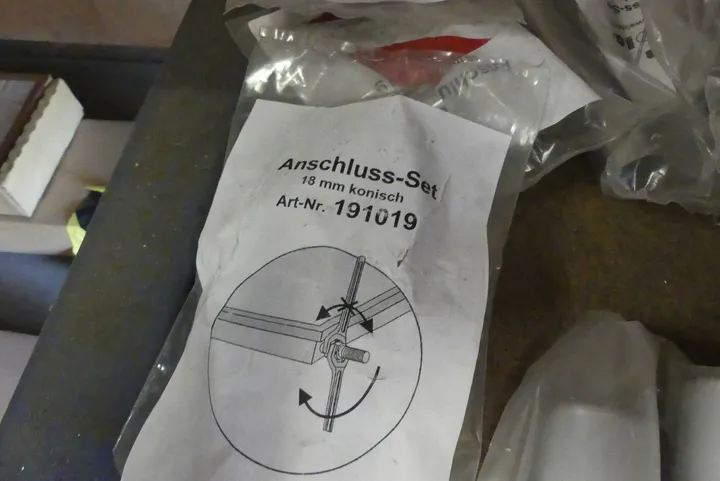 Anschluss-Set
18 mm konisch
Art-Nr. 191019